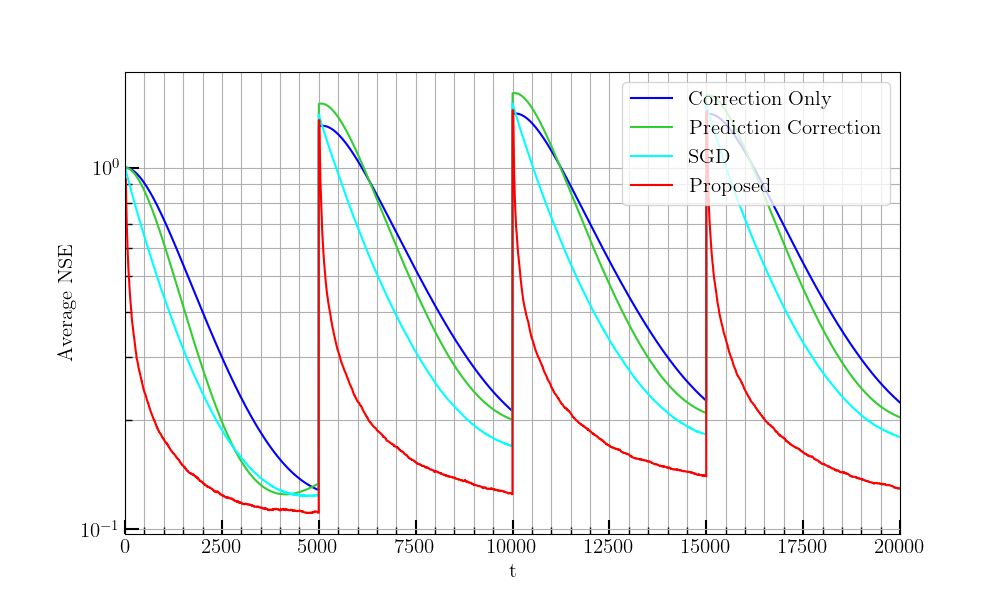 Correction Only
Prediction Correction
SGD
Proposed
10⁰
10⁻¹
Average NSE
0 2500 5000 7500 10000 12500 15000 17500 20000
t